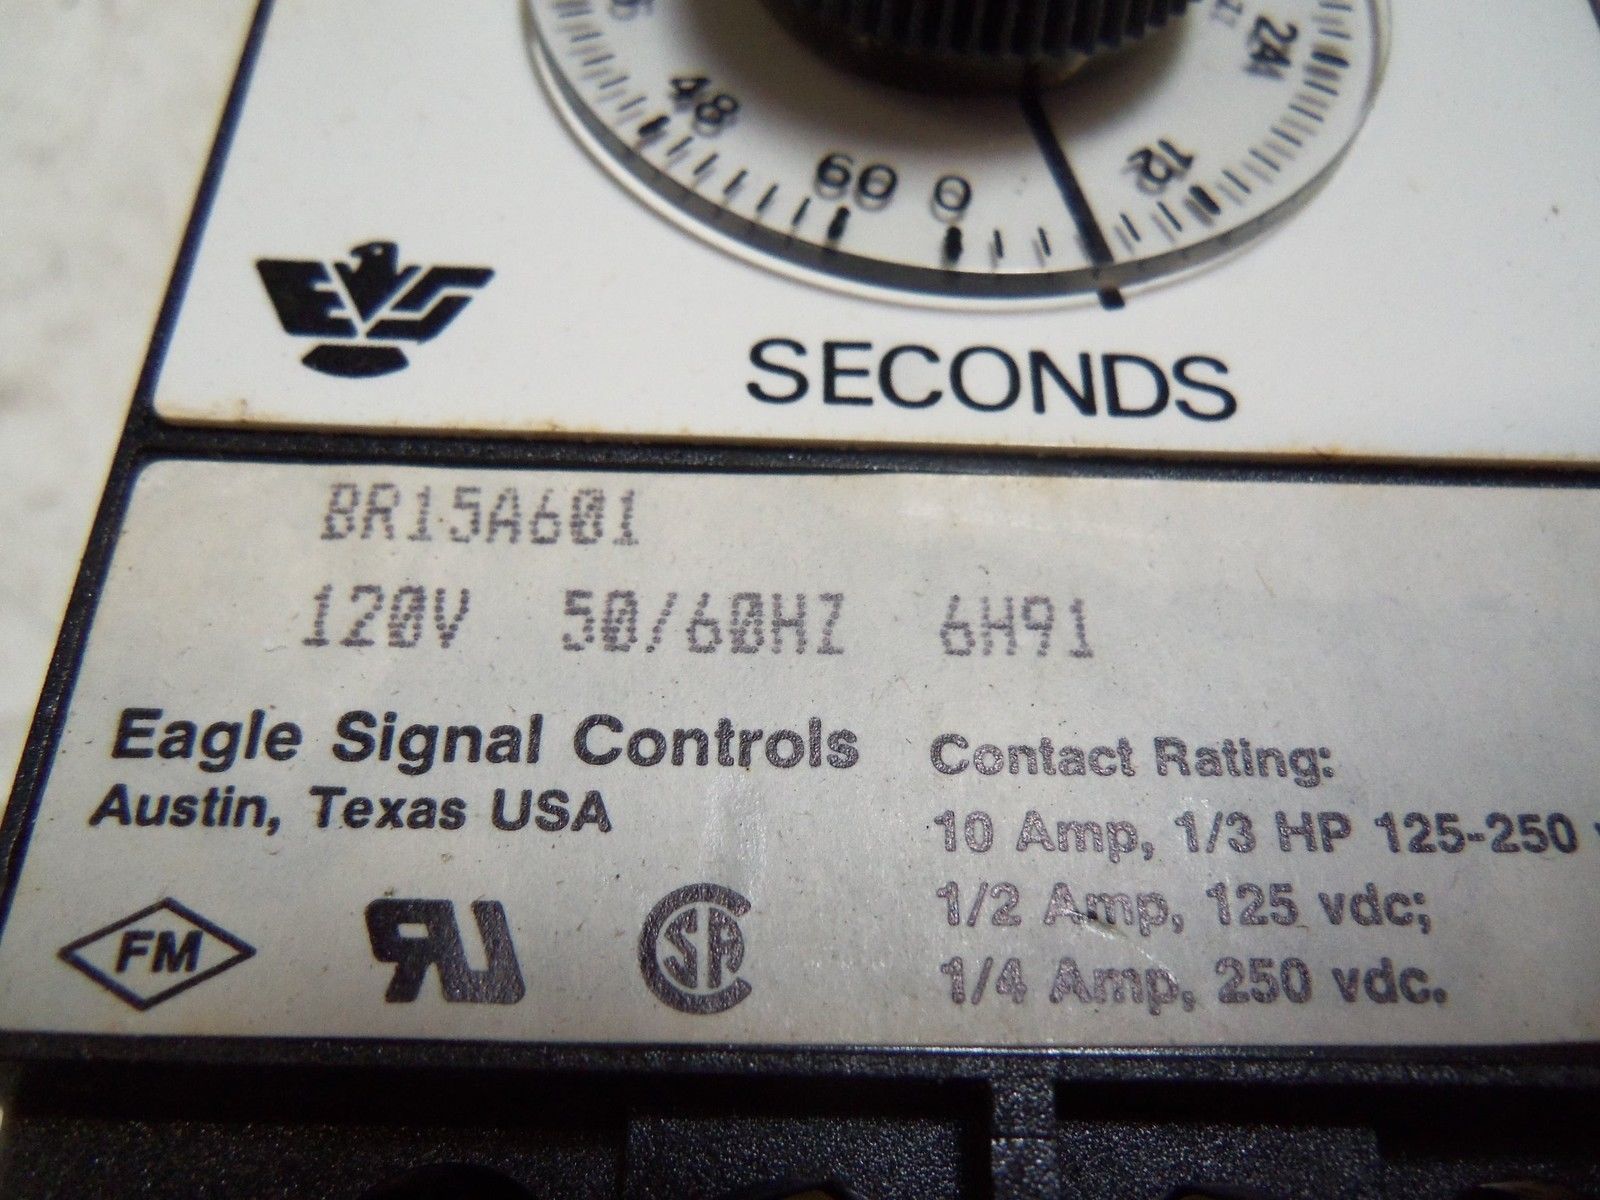 24
12
48
60 0
SECONDS
BR15A601
120V 50/60HZ 6H91
Eagle Signal Controls
Austin, Texas USA
Contact Rating:
10 Amp, 1/3 HP 125-250
1/2 Amp, 125 vdc;
1/4 Amp, 250 vdc.
FM
SA